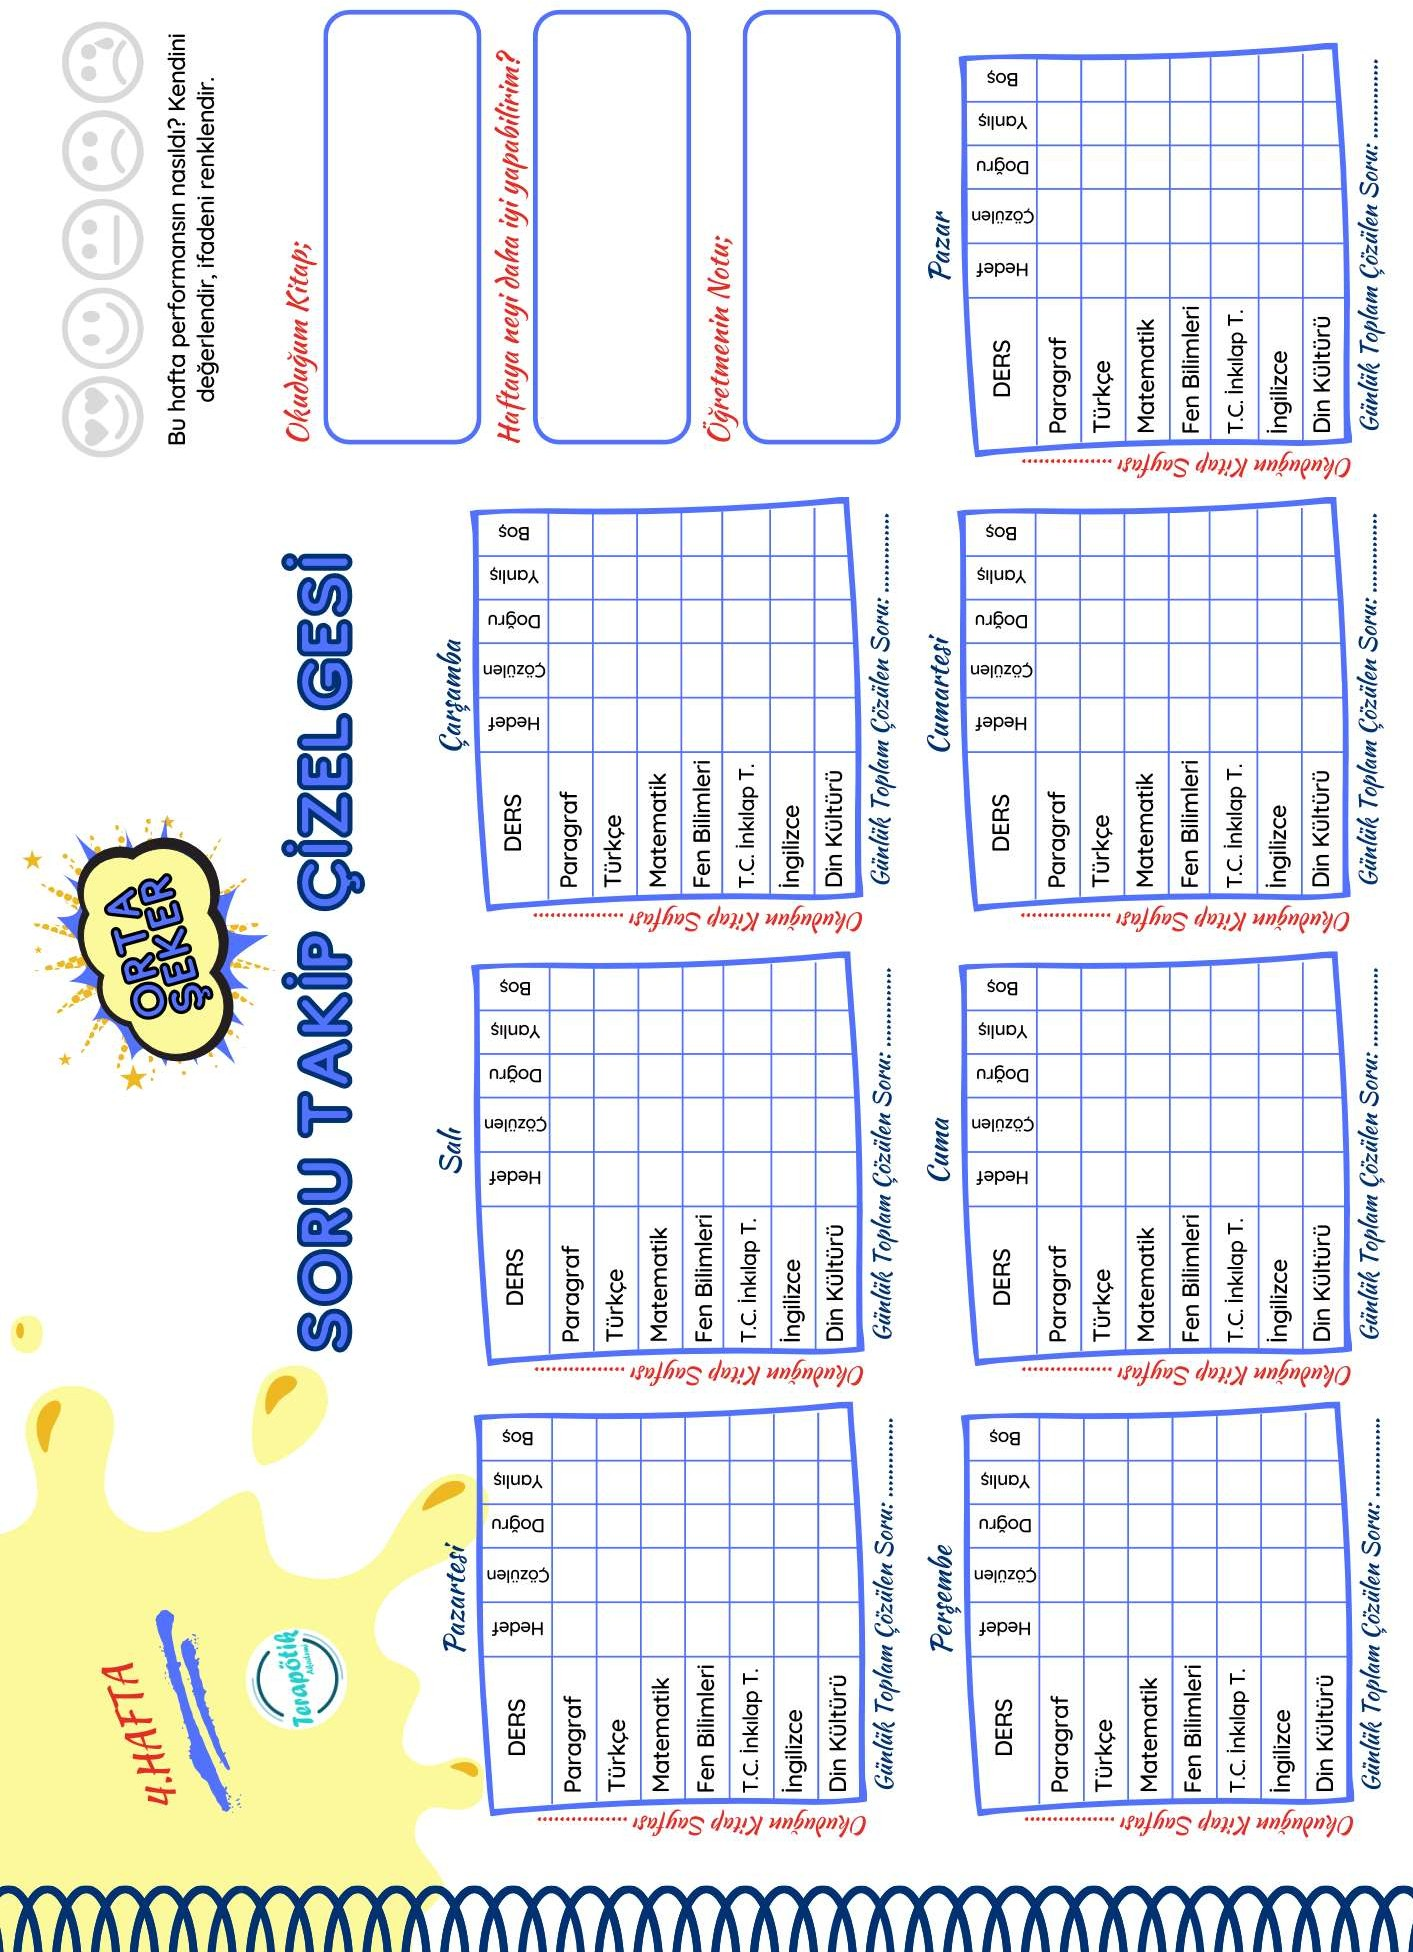 4.HAFTA
Terapötik
Akademi
ORTA
ŞEKER
SORU TAKİP ÇİZELGESİ
Bu hafta performansın nasıldı? Kendini
değerlendir, ifadeni renklendir.
Okuduğum Kitap;
Haftaya neyi daha iyi yapabilirim?
Öğretmenin Notu;
Pazartesi
DERS Hedef Çözülen Doğru Yanlış Boş
Paragraf
Türkçe
Matematik
Fen Bilimleri
T.C. İnkılap T.
İngilizce
Din Kültürü
Okuduğun Kitap Sayfası .................
Günlük Toplam Çözülen Soru: .............
Salı
DERS Hedef Çözülen Doğru Yanlış Boş
Paragraf
Türkçe
Matematik
Fen Bilimleri
T.C. İnkılap T.
İngilizce
Din Kültürü
Okuduğun Kitap Sayfası .................
Günlük Toplam Çözülen Soru: .............
Çarşamba
DERS Hedef Çözülen Doğru Yanlış Boş
Paragraf
Türkçe
Matematik
Fen Bilimleri
T.C. İnkılap T.
İngilizce
Din Kültürü
Okuduğun Kitap Sayfası .................
Günlük Toplam Çözülen Soru: .............
Perşembe
DERS Hedef Çözülen Doğru Yanlış Boş
Paragraf
Türkçe
Matematik
Fen Bilimleri
T.C. İnkılap T.
İngilizce
Din Kültürü
Okuduğun Kitap Sayfası .................
Günlük Toplam Çözülen Soru: .............
Cuma
DERS Hedef Çözülen Doğru Yanlış Boş
Paragraf
Türkçe
Matematik
Fen Bilimleri
T.C. İnkılap T.
İngilizce
Din Kültürü
Okuduğun Kitap Sayfası .................
Günlük Toplam Çözülen Soru: .............
Cumartesi
DERS Hedef Çözülen Doğru Yanlış Boş
Paragraf
Türkçe
Matematik
Fen Bilimleri
T.C. İnkılap T.
İngilizce
Din Kültürü
Okuduğun Kitap Sayfası .................
Günlük Toplam Çözülen Soru: .............
Pazar
DERS Hedef Çözülen Doğru Yanlış Boş
Paragraf
Türkçe
Matematik
Fen Bilimleri
T.C. İnkılap T.
İngilizce
Din Kültürü
Okuduğun Kitap Sayfası .................
Günlük Toplam Çözülen Soru: .............